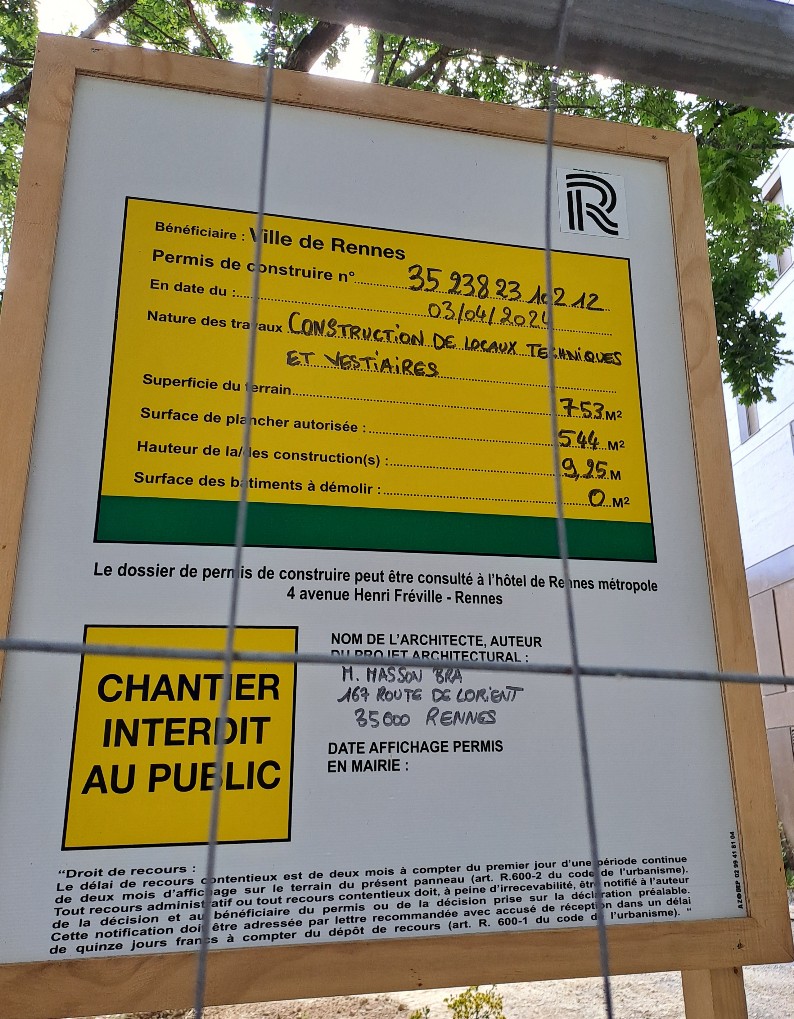 R
Bénéficiaire : Ville de Rennes
Permis de construire n° 35 238 23 10212
En date du : 03/04/2024
Nature des travaux CONSTRUCTION DE LOCAUX TECHNIQUES
ET VESTIAIRES
Superficie du terrain 753 M²
Surface de plancher autorisée : 544 M²
Hauteur de la/des construction(s) : 9,25 M
Surface des batiments à démolir : 0 M²
Le dossier de permis de construire peut être consulté à l'hôtel de Rennes métropole
4 avenue Henri Fréville - Rennes
CHANTIER
INTERDIT
AU PUBLIC
NOM DE L'ARCHITECTE, AUTEUR
DU PROJET ARCHITECTURAL :
M. MASSON BRA
167 ROUTE DE LORIENT
35000 RENNES
DATE AFFICHAGE PERMIS
EN MAIRIE :
"Droit de recours :
Le délai de recours contentieux est de deux mois à compter du premier jour d'une période continue
de deux mois d'affichage sur le terrain du présent panneau (art. R.600-2 du code de l'urbanisme).
Tout recours administratif ou tout recours contentieux doit, à peine d'irrecevabilité, être notifié à l'auteur
de la décision et au bénéficiaire du permis ou de la décision prise sur la déclaration préalable.
Cette notification doit être adressée par lettre recommandée avec accusé de réception dans un délai
de quinze jours francs à compter du dépôt de recours (art. R. 600-1 du code de l'urbanisme). "
02 99 41 81 04